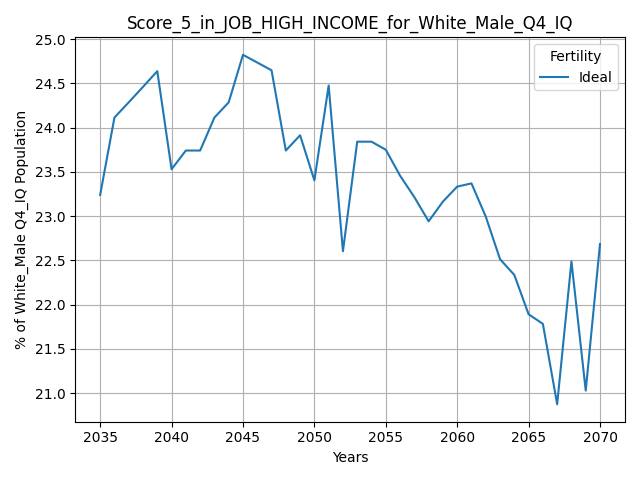 Score_5_in_JOB_HIGH_INCOME_for_White_Male_Q4_IQ
Fertility
Ideal
% of White_Male Q4_IQ Population
25.0
24.5
24.0
23.5
23.0
22.5
22.0
21.5
21.0
2035 2040 2045 2050 2055 2060 2065 2070
Years